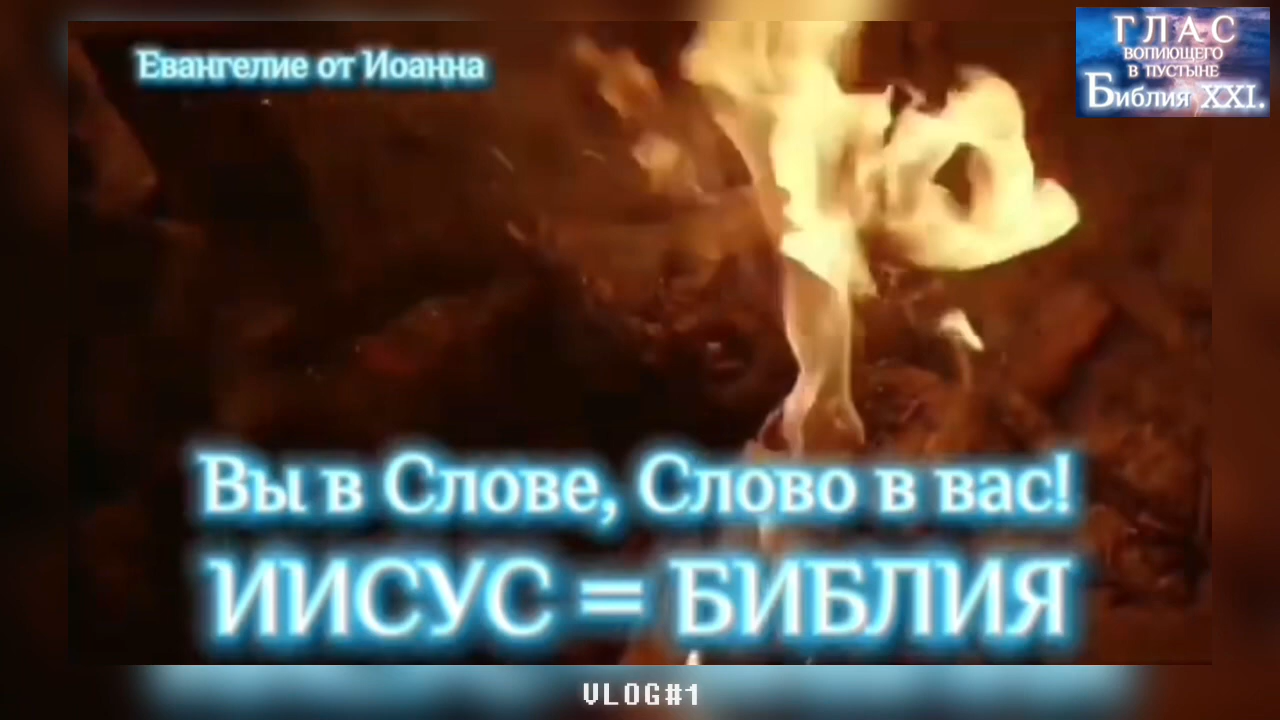 Евангелие от Иоанна
ГЛАС
ВОПИЮЩЕГО
В ПУСТЫНЕ
Библия XXI.
Вы в Слове, Слово в вас!
ИИСУС = БИБЛИЯ
VLOG#1